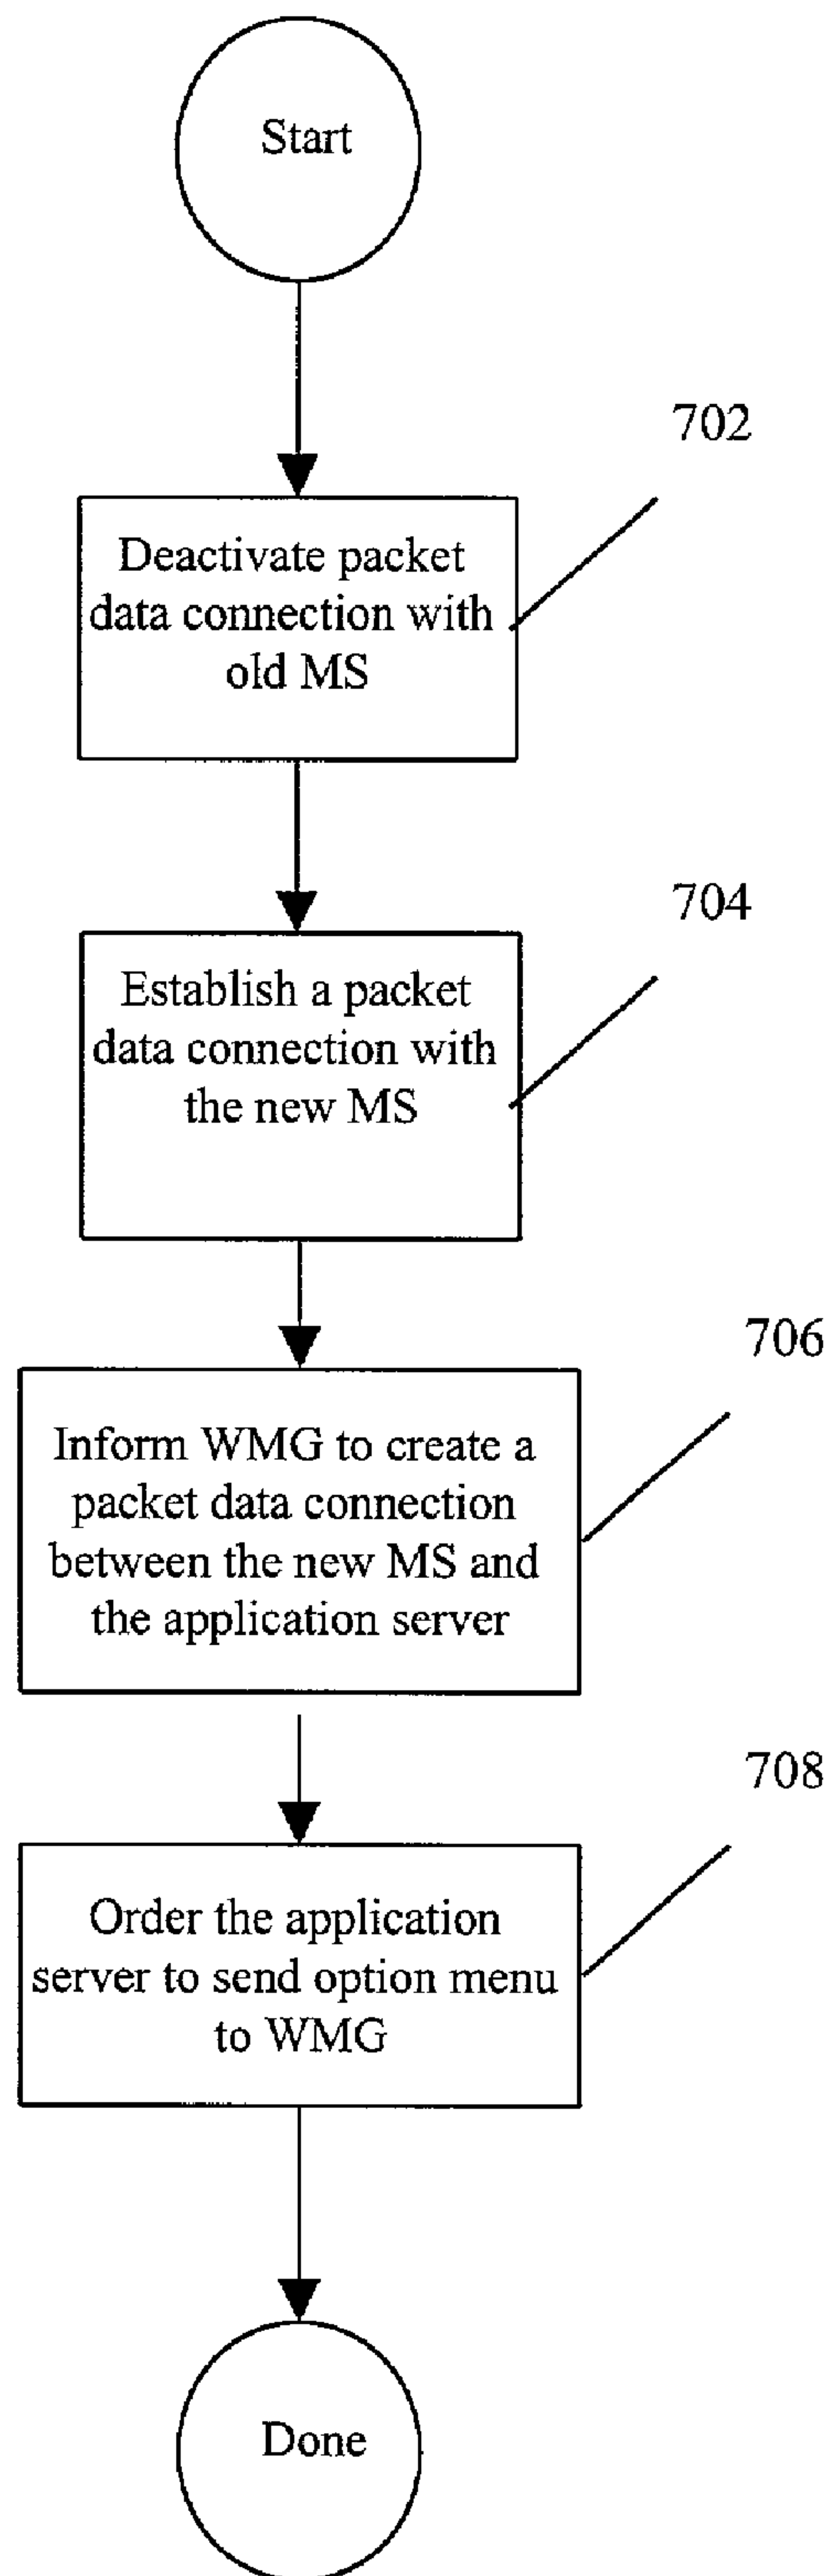 Start
702
Deactivate packet
data connection with
old MS
704
Establish a packet
data connection with
the new MS
706
Inform WMG to create a
packet data connection
between the new MS and
the application server
708
Order the application
server to send option menu
to WMG
Done